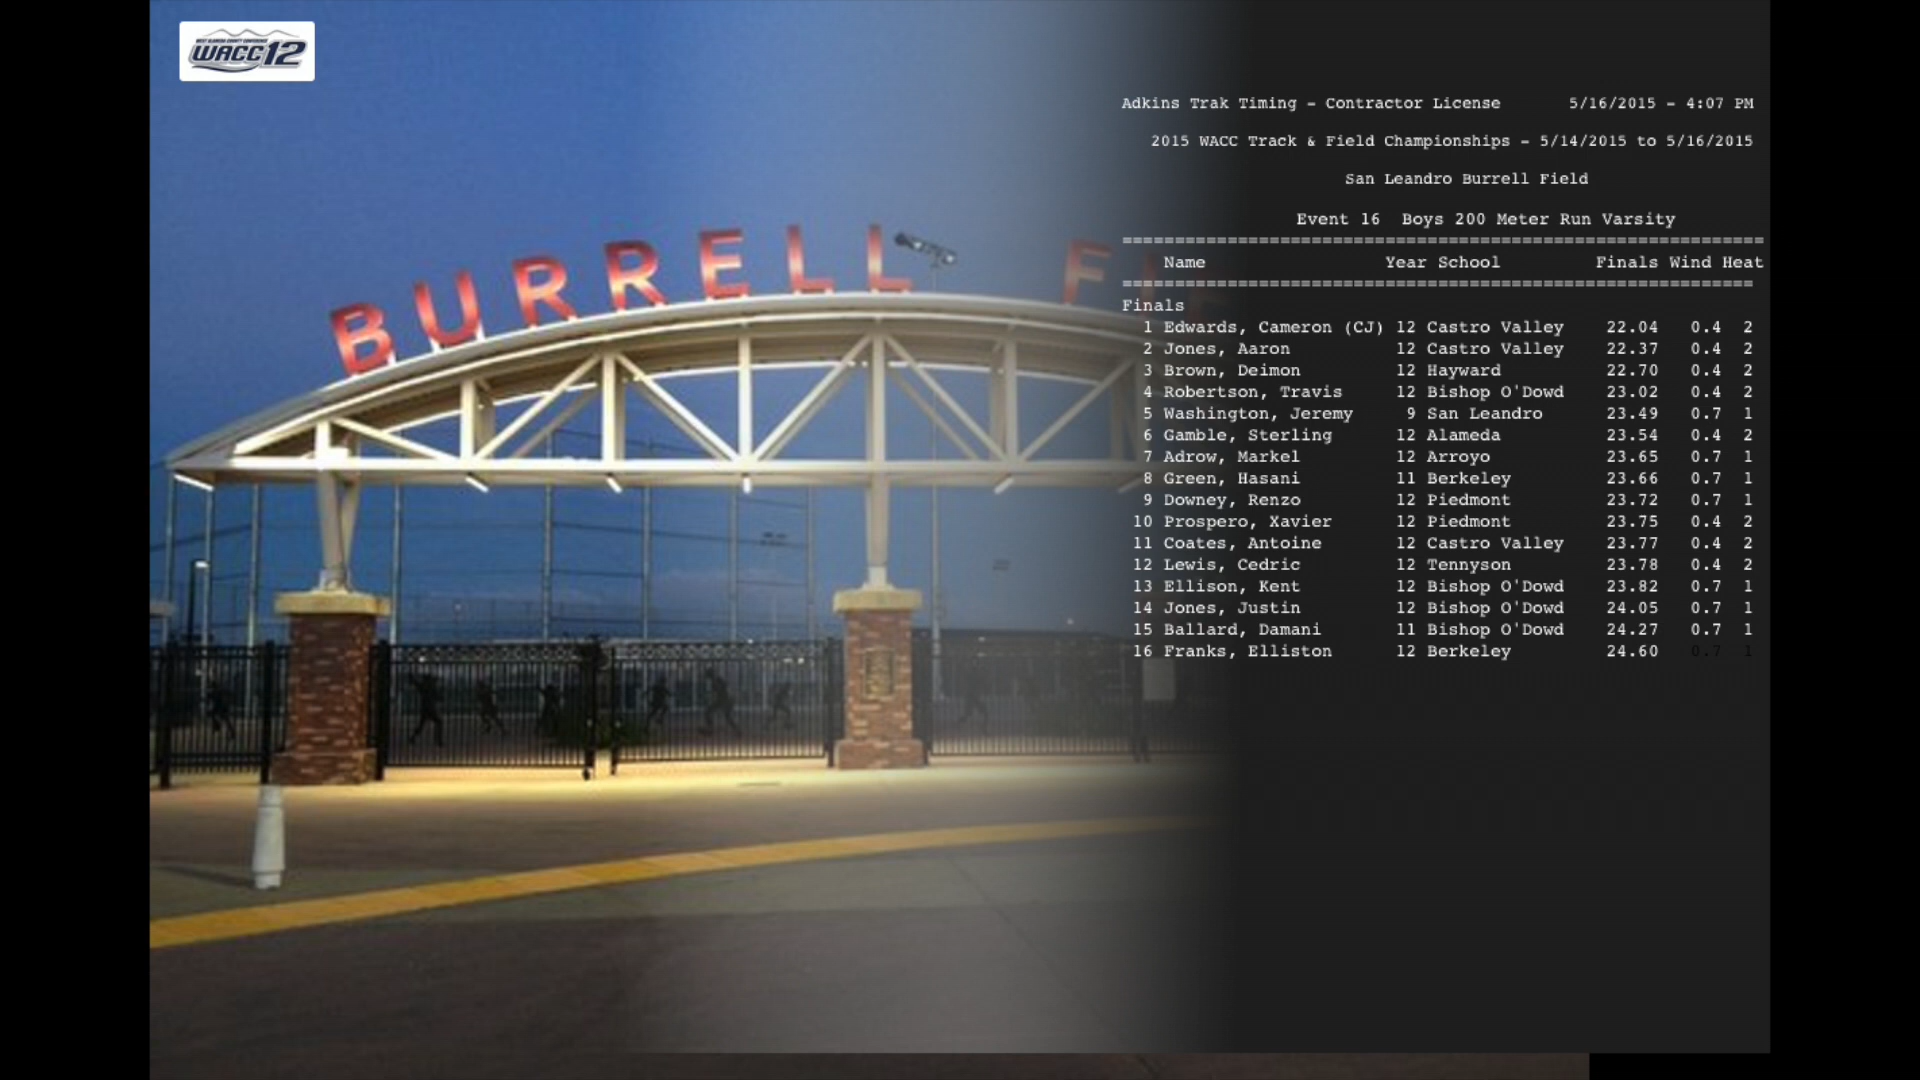 WEST ALAMEDA COUNTY CONFERENCE
WACC12
BURRELL FI
Adkins Trak Timing - Contractor License 5/16/2015 - 4:07 PM
2015 WACC Track & Field Championships - 5/14/2015 to 5/16/2015
San Leandro Burrell Field
Event 16 Boys 200 Meter Run Varsity
=============================================================
Name Year School Finals Wind Heat
============================================================
Finals
1 Edwards, Cameron (CJ) 12 Castro Valley 22.04 0.4 2
2 Jones, Aaron 12 Castro Valley 22.37 0.4 2
3 Brown, Deimon 12 Hayward 22.70 0.4 2
4 Robertson, Travis 12 Bishop O'Dowd 23.02 0.4 2
5 Washington, Jeremy 9 San Leandro 23.49 0.7 1
6 Gamble, Sterling 12 Alameda 23.54 0.4 2
7 Adrow, Markel 12 Arroyo 23.65 0.7 1
8 Green, Hasani 11 Berkeley 23.66 0.7 1
9 Downey, Renzo 12 Piedmont 23.72 0.7 1
10 Prospero, Xavier 12 Piedmont 23.75 0.4 2
11 Coates, Antoine 12 Castro Valley 23.77 0.4 2
12 Lewis, Cedric 12 Tennyson 23.78 0.4 2
13 Ellison, Kent 12 Bishop O'Dowd 23.82 0.7 1
14 Jones, Justin 12 Bishop O'Dowd 24.05 0.7 1
15 Ballard, Damani 11 Bishop O'Dowd 24.27 0.7 1
16 Franks, Elliston 12 Berkeley 24.60 0.7 1